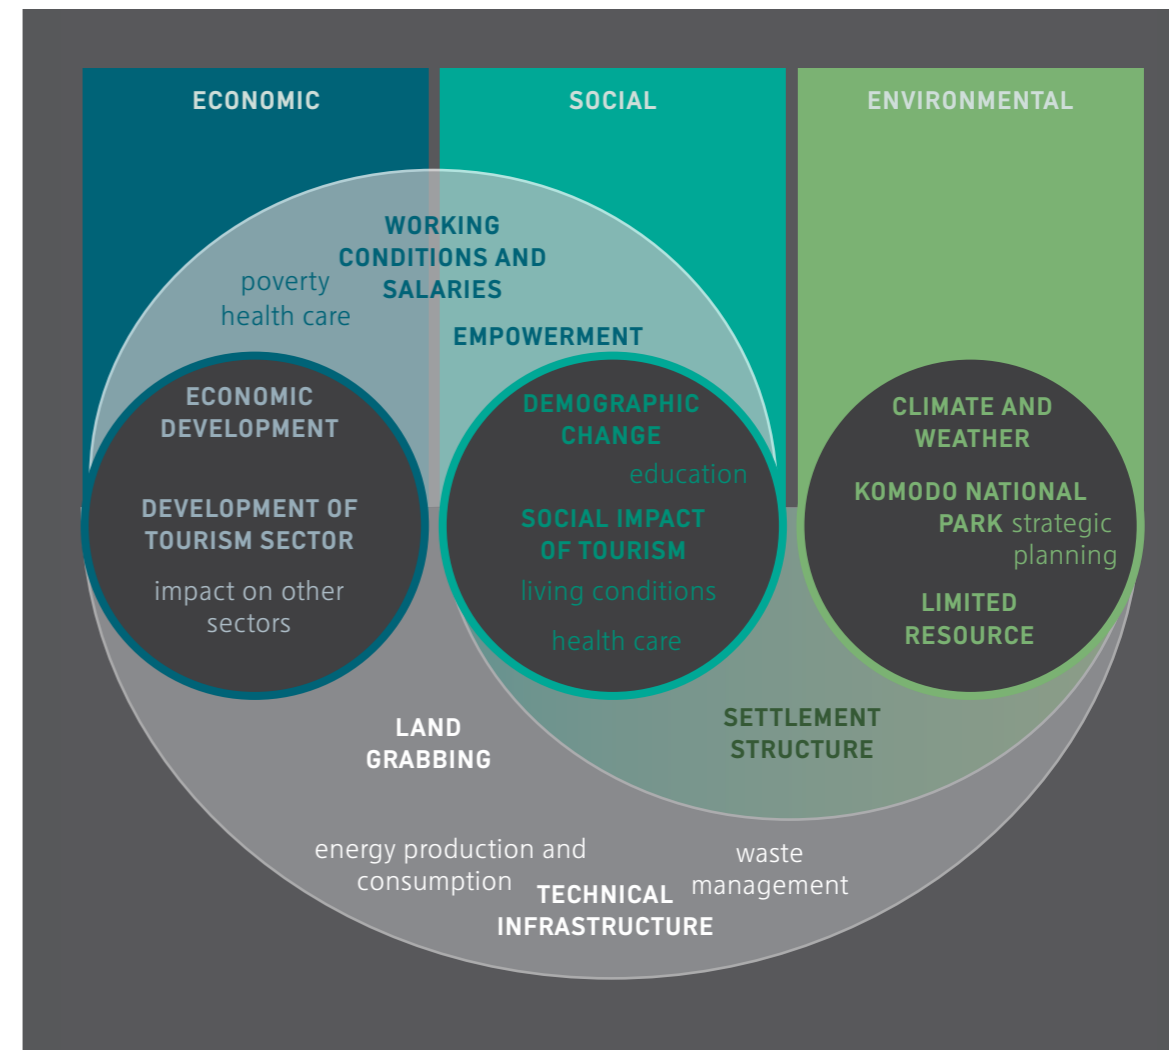 ECONOMIC
SOCIAL
ENVIRONMENTAL
WORKING
CONDITIONS AND
SALARIES
poverty
health care
EMPOWERMENT
ECONOMIC
DEVELOPMENT
DEVELOPMENT OF
TOURISM SECTOR
impact on other
sectors
DEMOGRAPHIC
CHANGE
education
SOCIAL IMPACT
OF TOURISM
living conditions
health care
CLIMATE AND
WEATHER
KOMODO NATIONAL
PARK strategic
planning
LIMITED
RESOURCE
LAND
GRABBING
SETTLEMENT
STRUCTURE
energy production and
consumption
TECHNICAL
INFRASTRUCTURE
waste
management